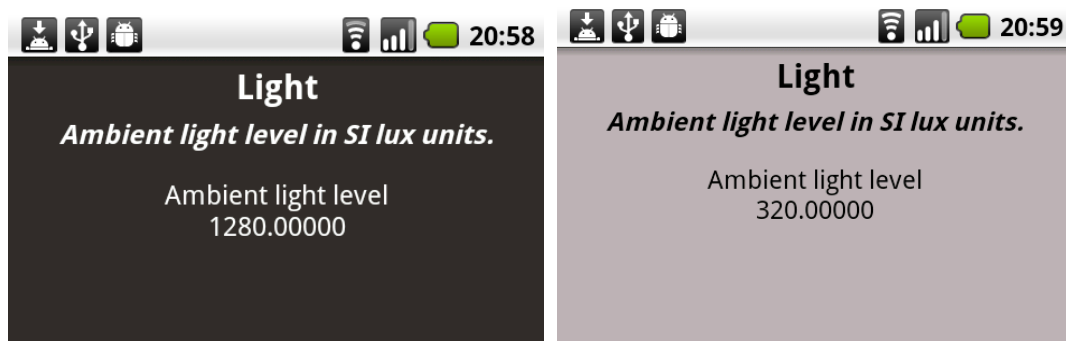 20:58
Light
Ambient light level in SI lux units.
Ambient light level
1280.00000
20:59
Light
Ambient light level in SI lux units.
Ambient light level
320.00000